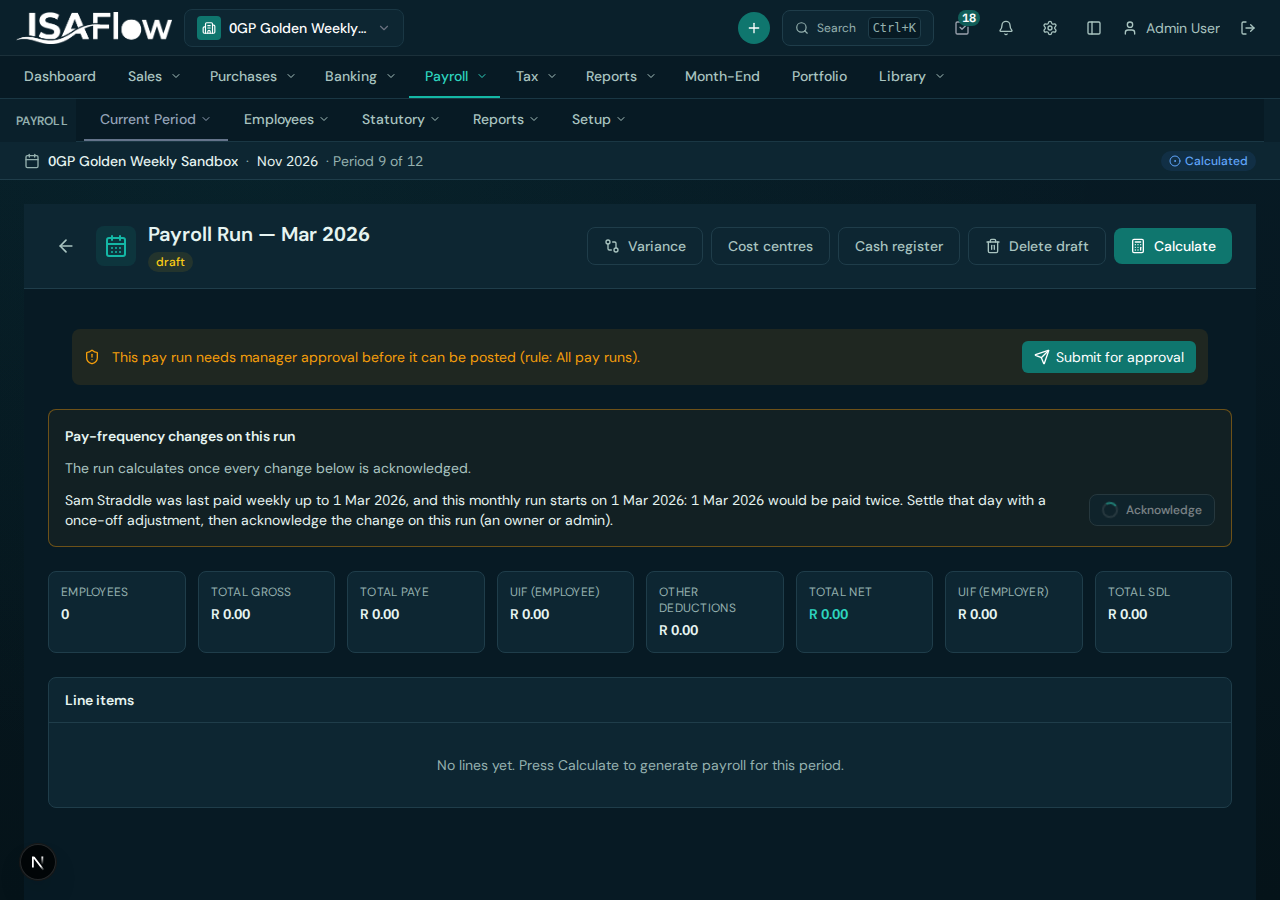 ISAFlow
0GP Golden Weekly...
Search Ctrl+K
18
Admin User
Dashboard Sales Purchases Banking Payroll Tax Reports Month-End Portfolio Library
PAYROLL Current Period Employees Statutory Reports Setup
0GP Golden Weekly Sandbox · Nov 2026 · Period 9 of 12
Calculated
Payroll Run — Mar 2026
draft
Variance Cost centres Cash register Delete draft Calculate
This pay run needs manager approval before it can be posted (rule: All pay runs).
Submit for approval
Pay-frequency changes on this run
The run calculates once every change below is acknowledged.
Sam Straddle was last paid weekly up to 1 Mar 2026, and this monthly run starts on 1 Mar 2026: 1 Mar 2026 would be paid twice. Settle that day with a
once-off adjustment, then acknowledge the change on this run (an owner or admin).
Acknowledge
EMPLOYEES
0
TOTAL GROSS
R 0.00
TOTAL PAYE
R 0.00
UIF (EMPLOYEE)
R 0.00
OTHER
DEDUCTIONS
R 0.00
TOTAL NET
R 0.00
UIF (EMPLOYER)
R 0.00
TOTAL SDL
R 0.00
Line items
No lines yet. Press Calculate to generate payroll for this period.
N